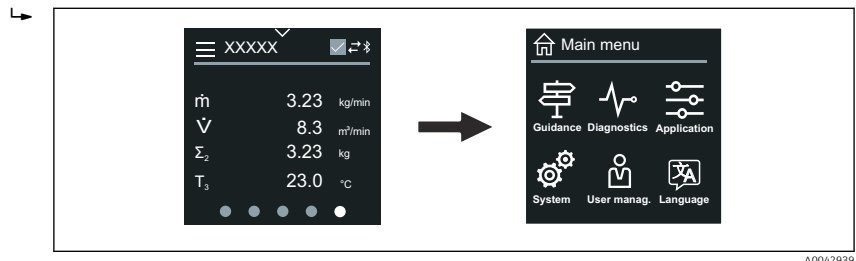 XXXXX
ṁ 3.23 kg/min
V̇ 8.3 m³/min
Σ₂ 3.23 kg
T₃ 23.0 °C
Main menu
Guidance Diagnostics Application
System User manag. Language
A0042939